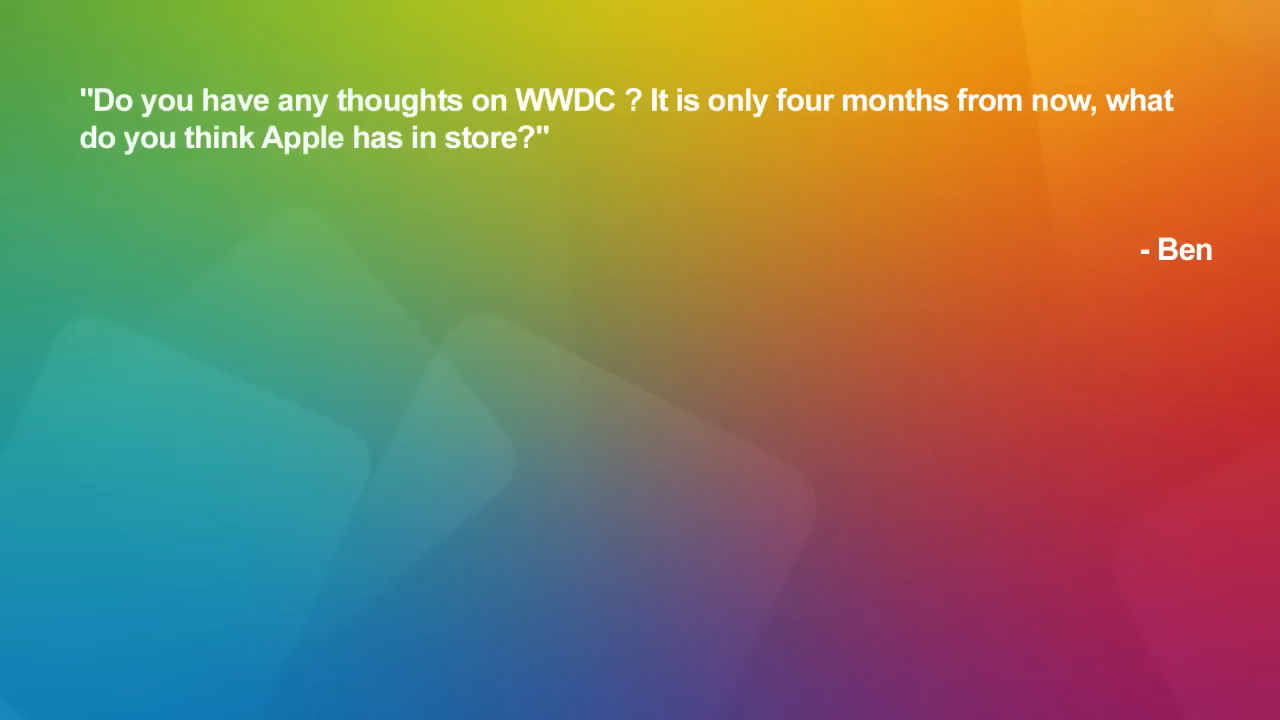 "Do you have any thoughts on WWDC ? It is only four months from now, what
do you think Apple has in store?"
- Ben